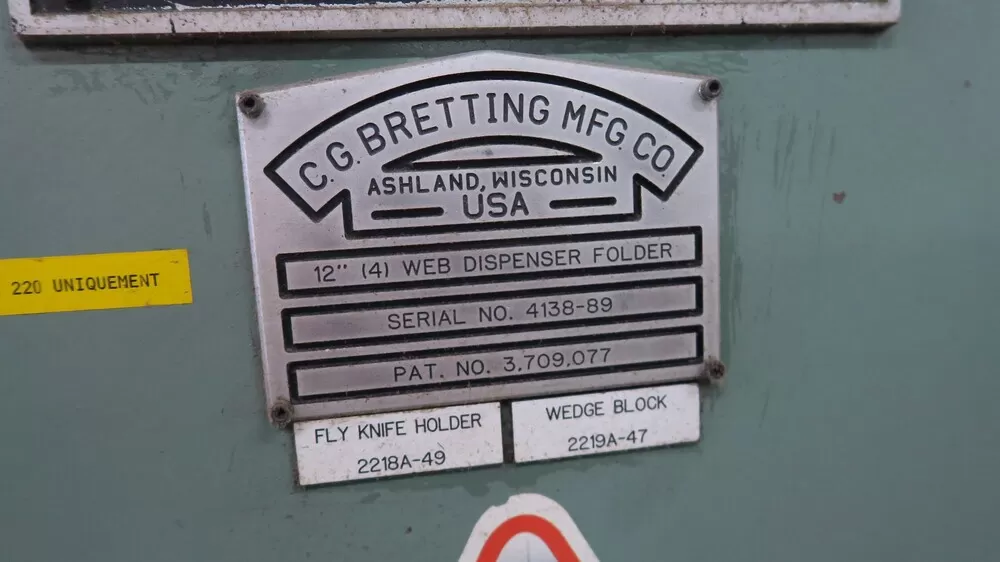 C.G. BRETTING MFG. CO.
ASHLAND, WISCONSIN
USA
12" (4) WEB DISPENSER FOLDER
SERIAL NO. 4138-89
PAT. NO. 3,709,077
220 UNIQUEMENT
FLY KNIFE HOLDER
2218A-49
WEDGE BLOCK
2219A-47